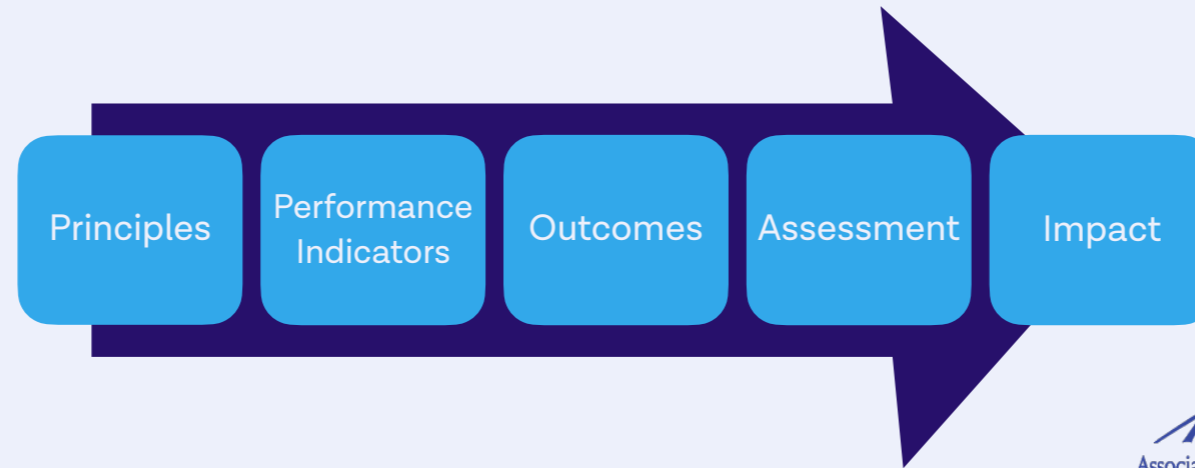 Principles
Performance
Indicators
Outcomes
Assessment
Impact